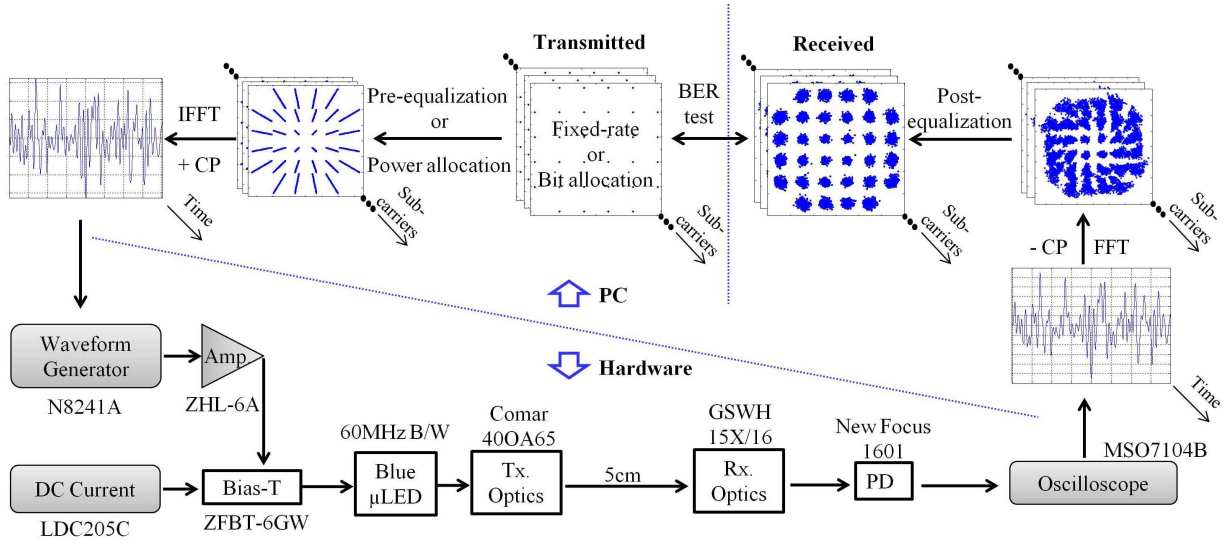 Transmitted
Received
IFFT
+ CP
Pre-equalization
or
Power allocation
Fixed-rate
or
Bit allocation
BER
test
Post-
equalization
Time
Sub-
carriers
Sub-
carriers
Sub-
carriers
Sub-
carriers
- CP
FFT
PC
Hardware
Time
Waveform
Generator
N8241A
Amp.
ZHL-6A
DC Current
LDC205C
Bias-T
ZFBT-6GW
60MHz B/W
Blue
µLED
Comar
40OA65
Tx.
Optics
5cm
GSWH
15X/16
Rx.
Optics
New Focus
1601
PD
MSO7104B
Oscilloscope